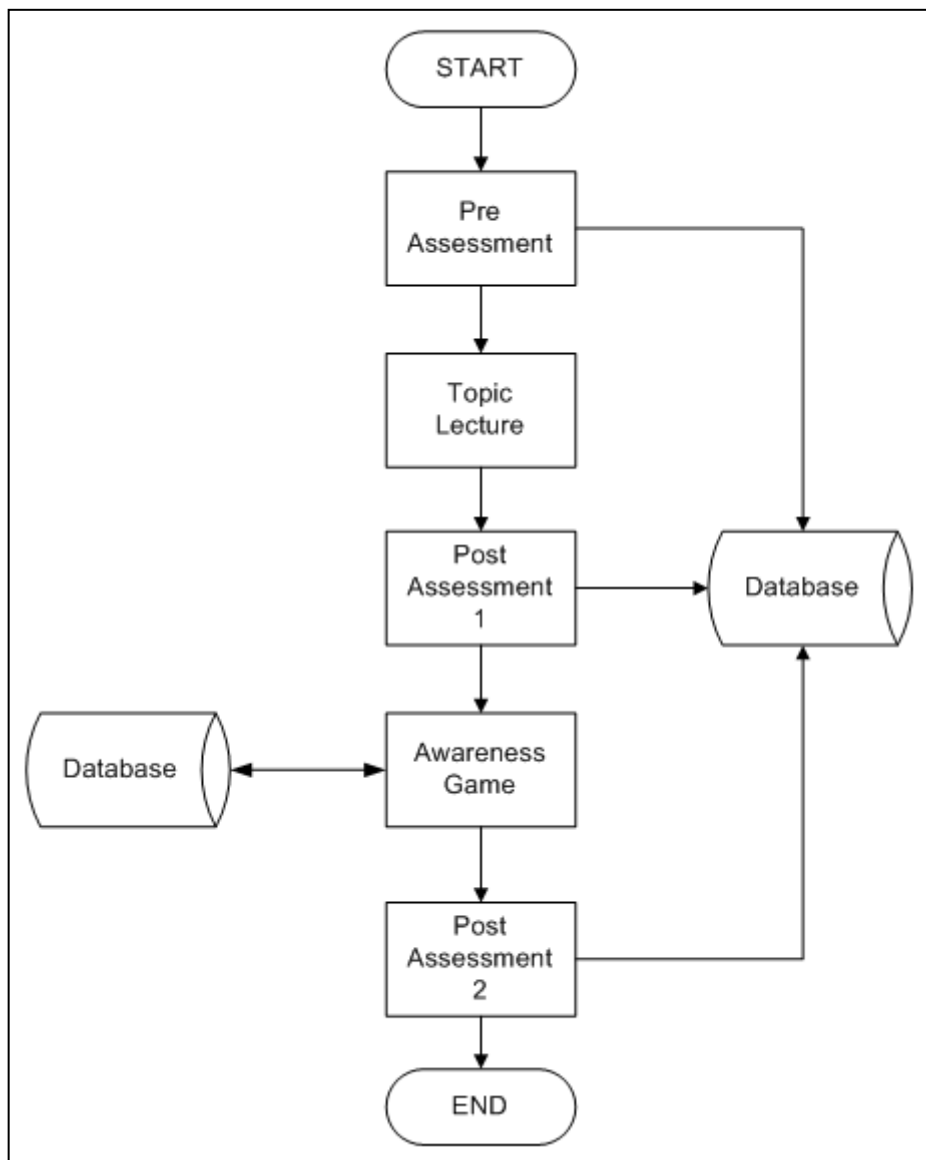 START
Pre
Assessment
Topic
Lecture
Post
Assessment
1
Database
Database
Awareness
Game
Post
Assessment
2
END